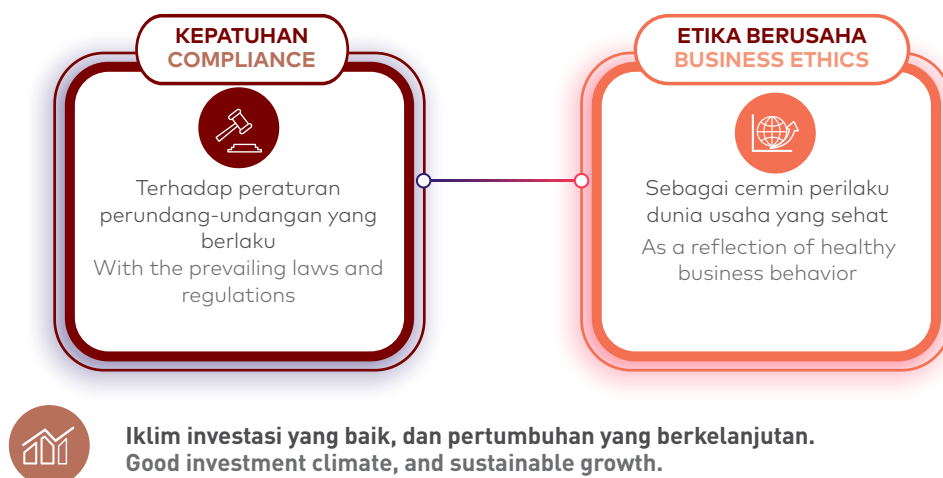 KEPATUHAN
COMPLIANCE
Terhadap peraturan
perundang-undangan yang
berlaku
With the prevailing laws and
regulations
ETIKA BERUSAHA
BUSINESS ETHICS
Sebagai cermin perilaku
dunia usaha yang sehat
As a reflection of healthy
business behavior
Iklim investasi yang baik, dan pertumbuhan yang berkelanjutan.
Good investment climate, and sustainable growth.